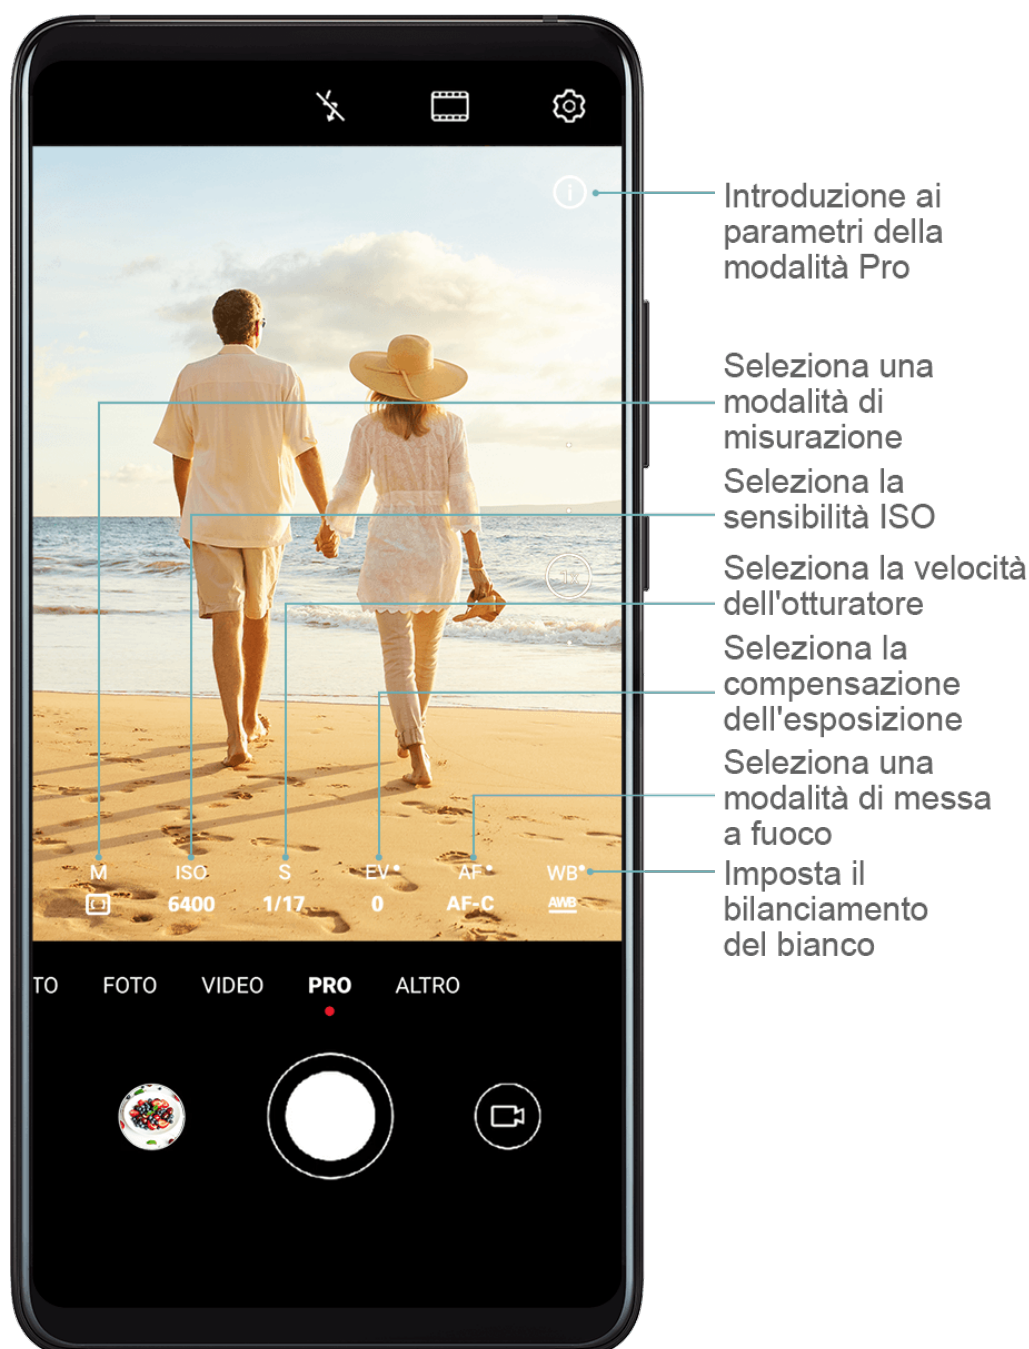 Introduzione ai
parametri della
modalità Pro
Seleziona una
modalità di
misurazione
Seleziona la
sensibilità ISO
1x
Seleziona la velocità
dell'otturatore
Seleziona la
compensazione
dell'esposizione
Seleziona una
modalità di messa
a fuoco
M ISO S EV AF WB
6400 1/17 0 AF-C AWB
Imposta il
bilanciamento
del bianco
TO FOTO VIDEO PRO ALTRO